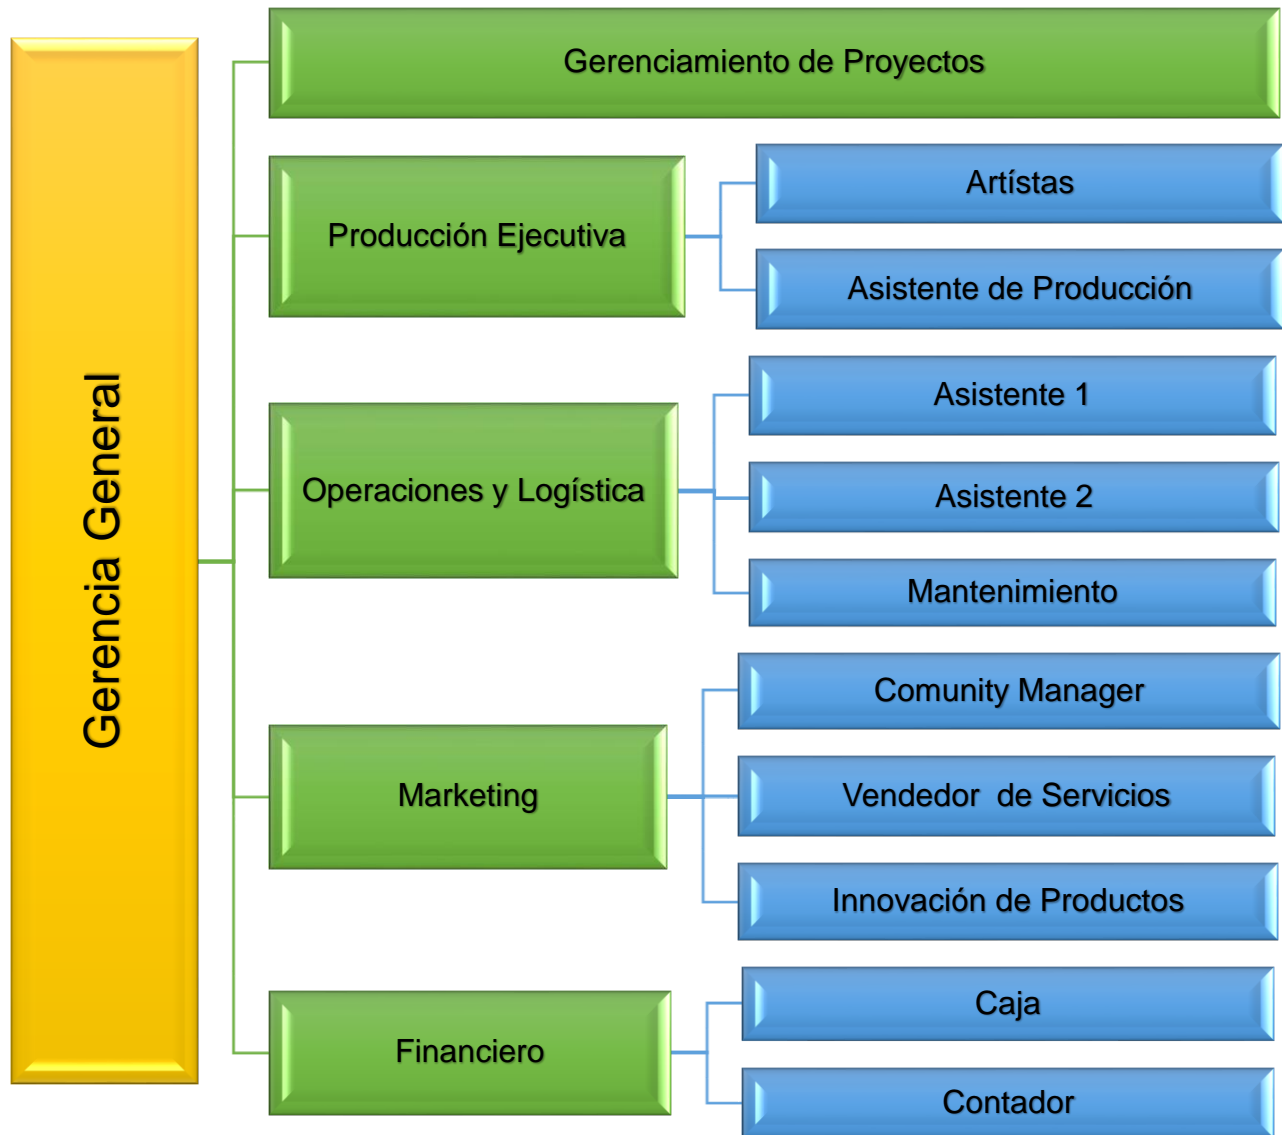 Gerencia General
Gerenciamiento de Proyectos
Producción Ejecutiva
Artístas
Asistente de Producción
Operaciones y Logística
Asistente 1
Asistente 2
Mantenimiento
Marketing
Comunity Manager
Vendedor  de Servicios
Innovación de Productos
Financiero
Caja
Contador